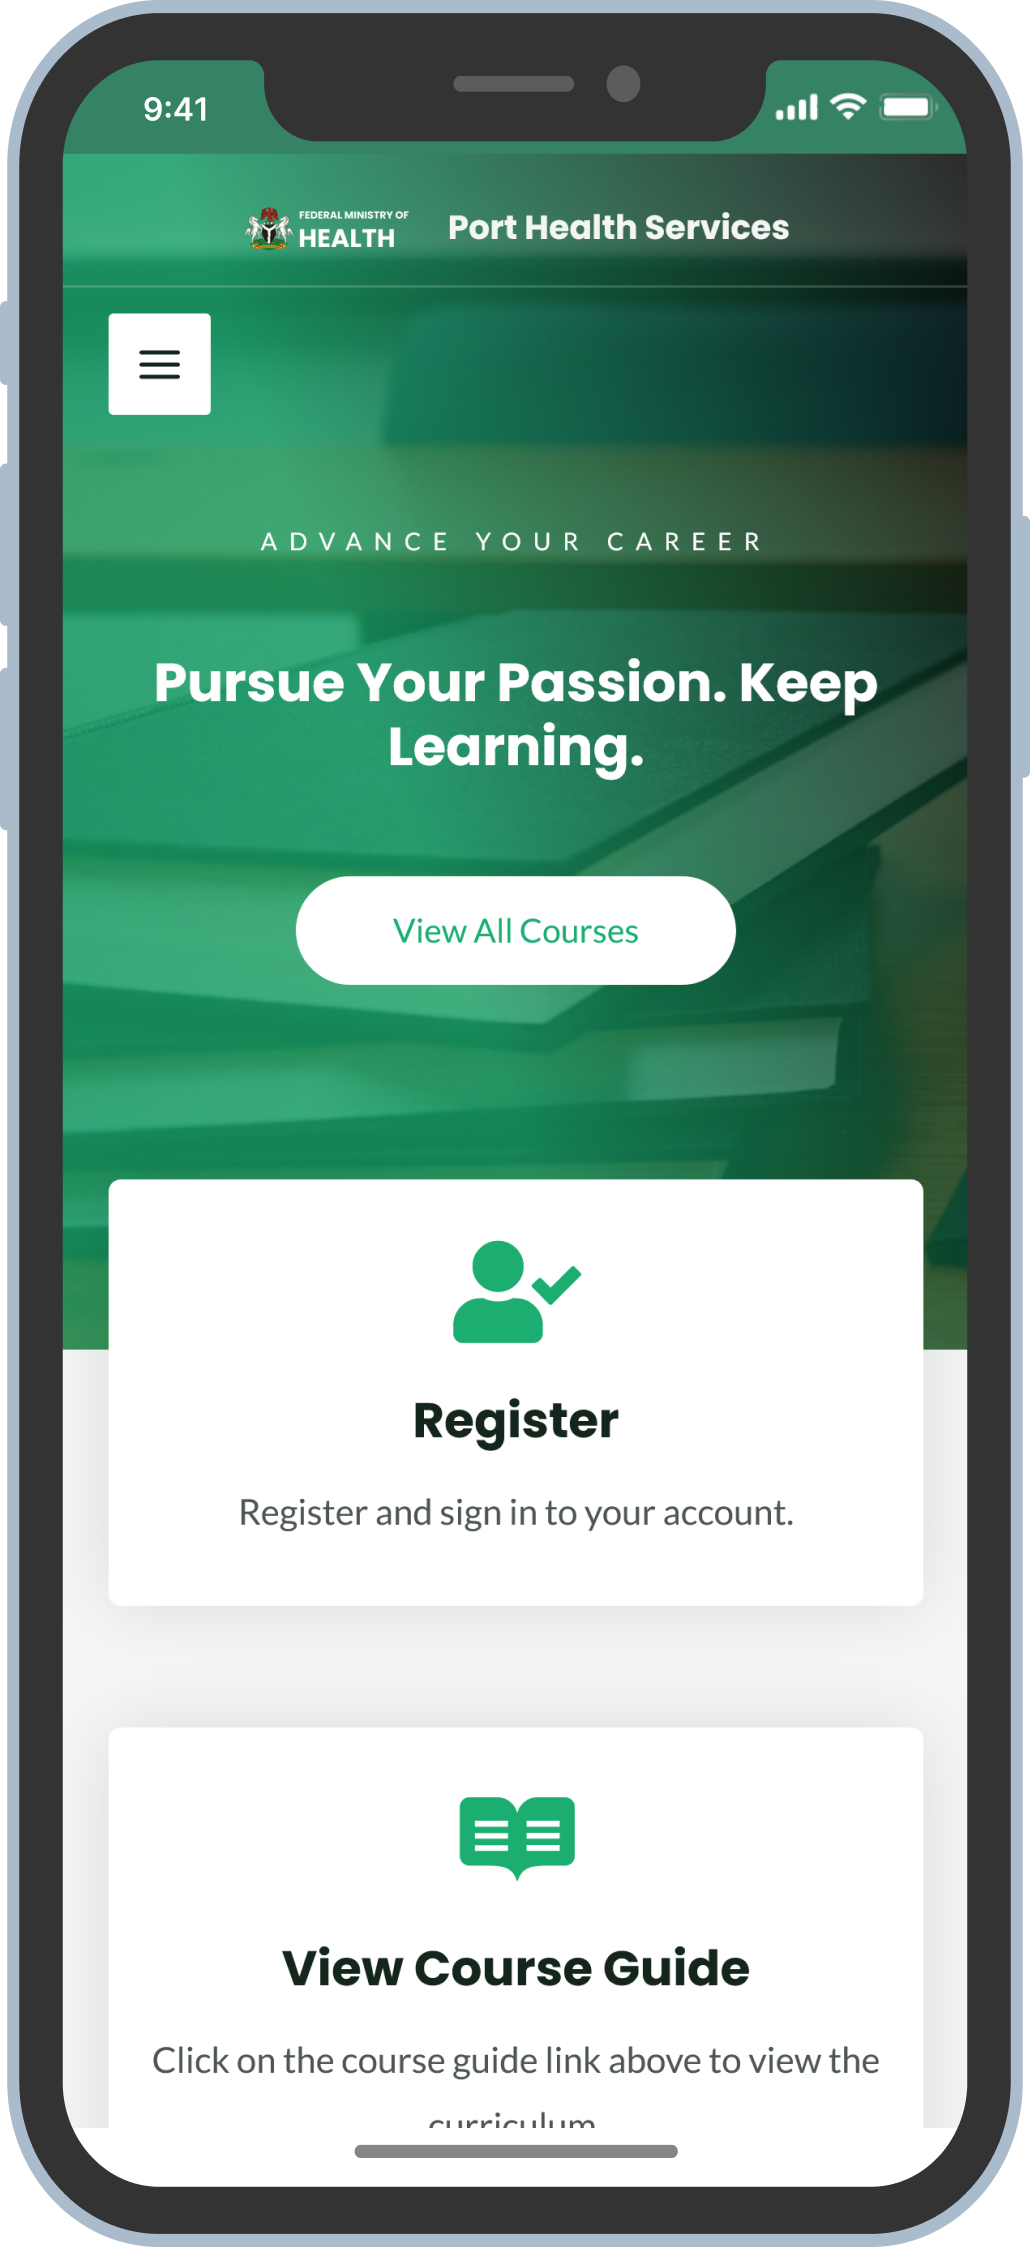 9:41
FEDERAL MINISTRY OF
HEALTH
Port Health Services
ADVANCE YOUR CAREER
Pursue Your Passion. Keep
Learning.
View All Courses
Register
Register and sign in to your account.
View Course Guide
Click on the course guide link above to view the
curriculum